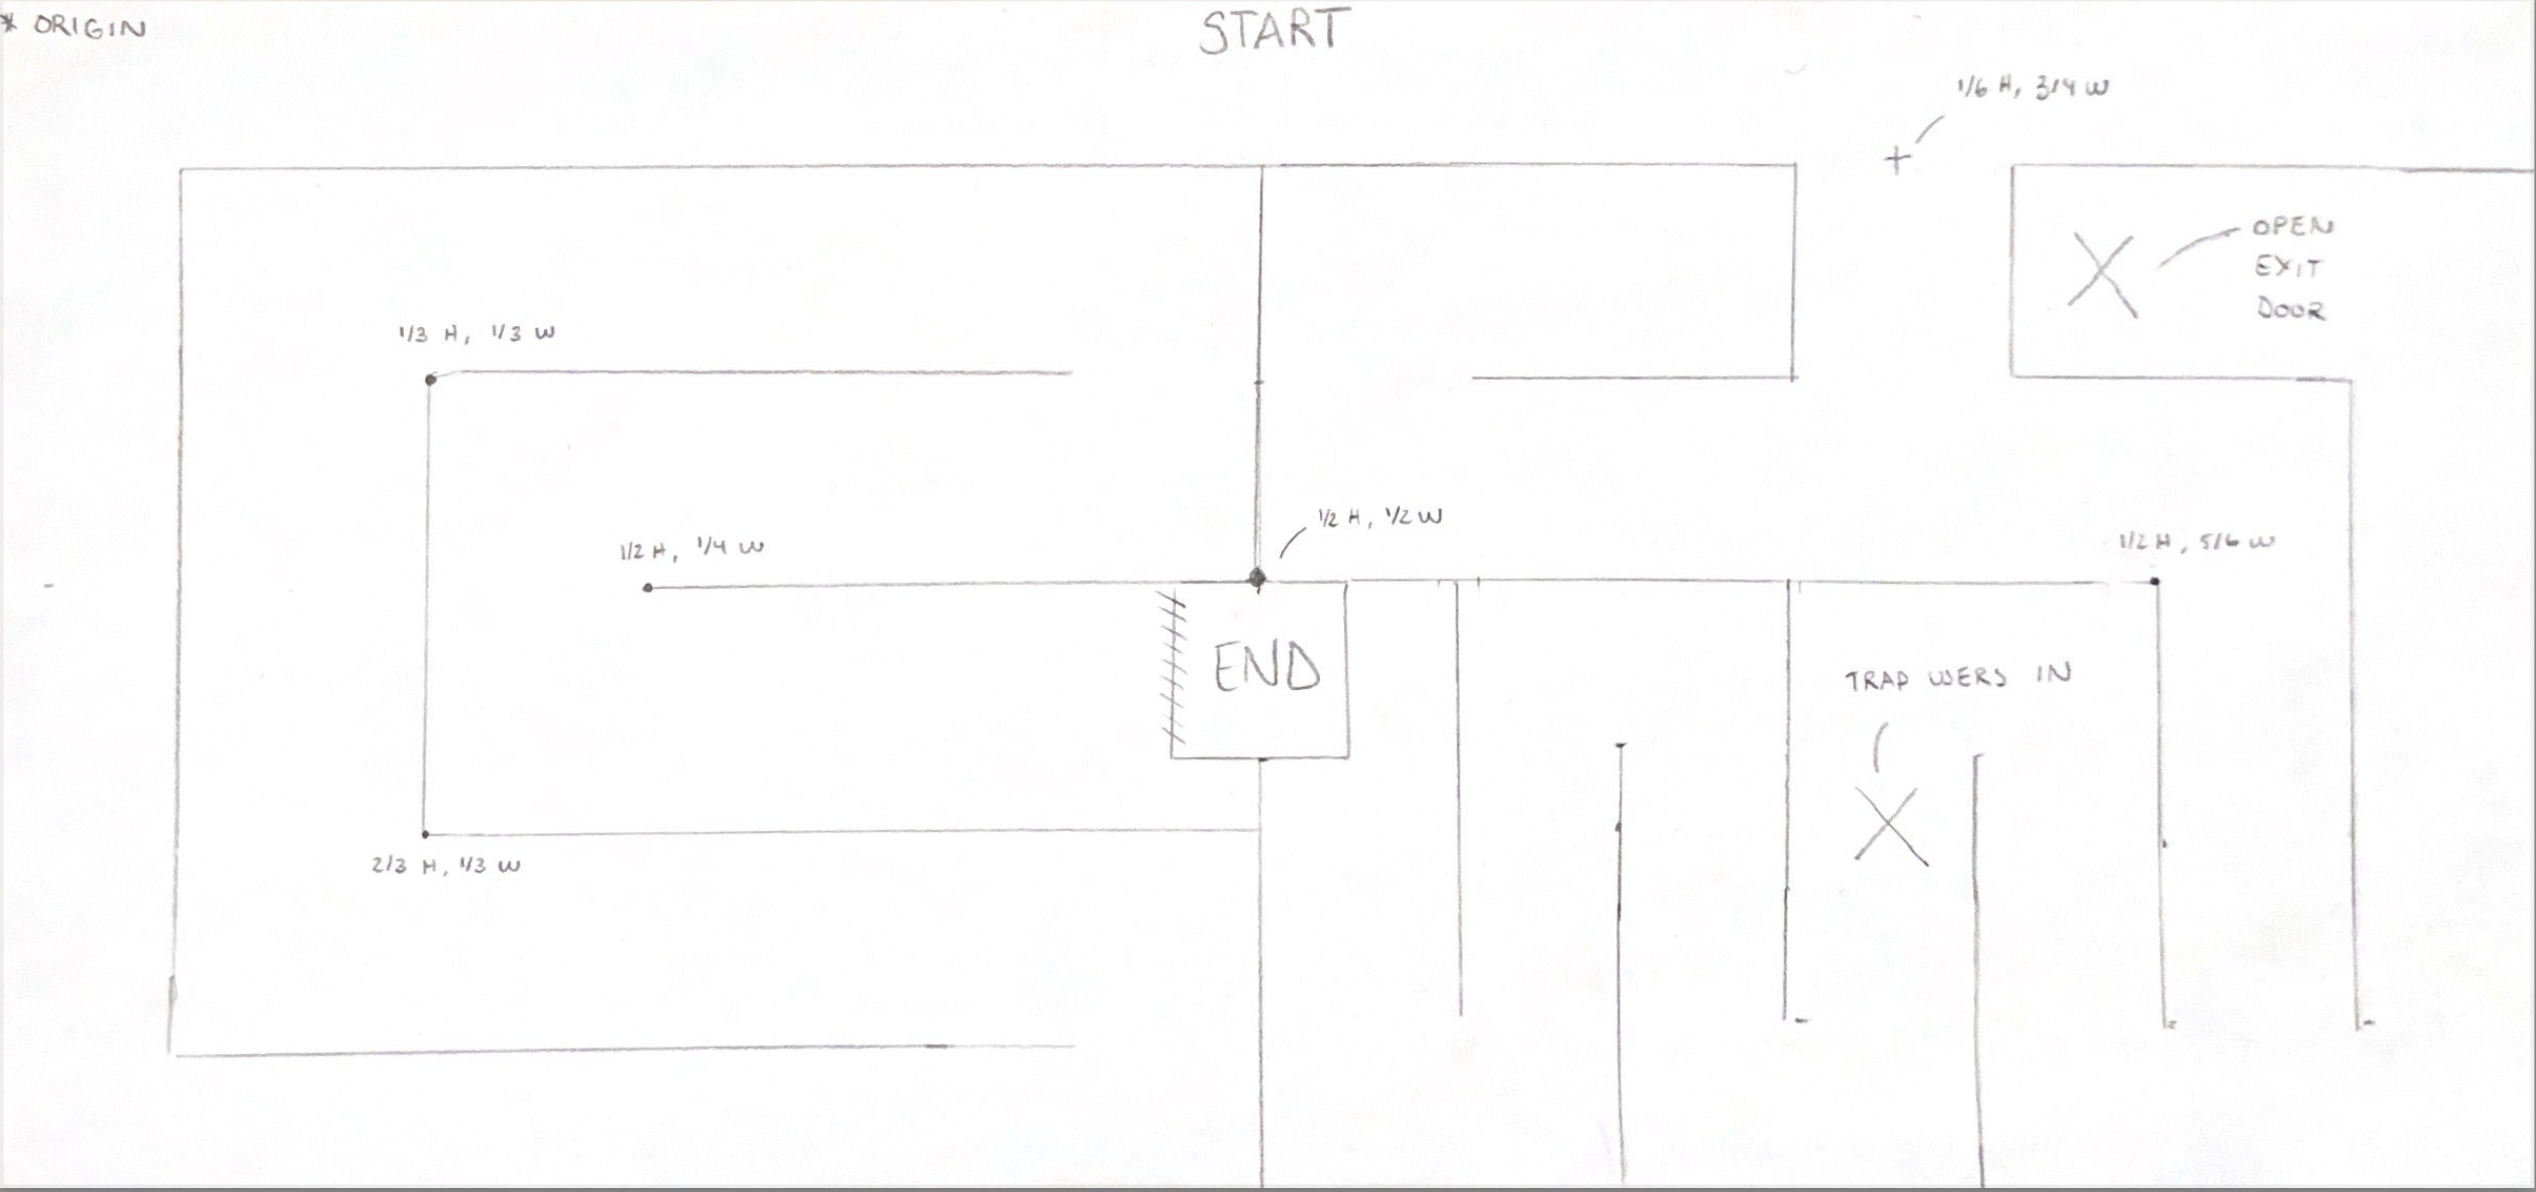 * ORIGIN
START
1/6 H, 3/4 W
OPEN
EXIT
DOOR
1/3 H, 1/3 W
1/2 H, 1/2 W
1/2 H, 1/4 W
1/2 H, 5/6 W
END
TRAP USERS IN
2/3 H, 1/3 W